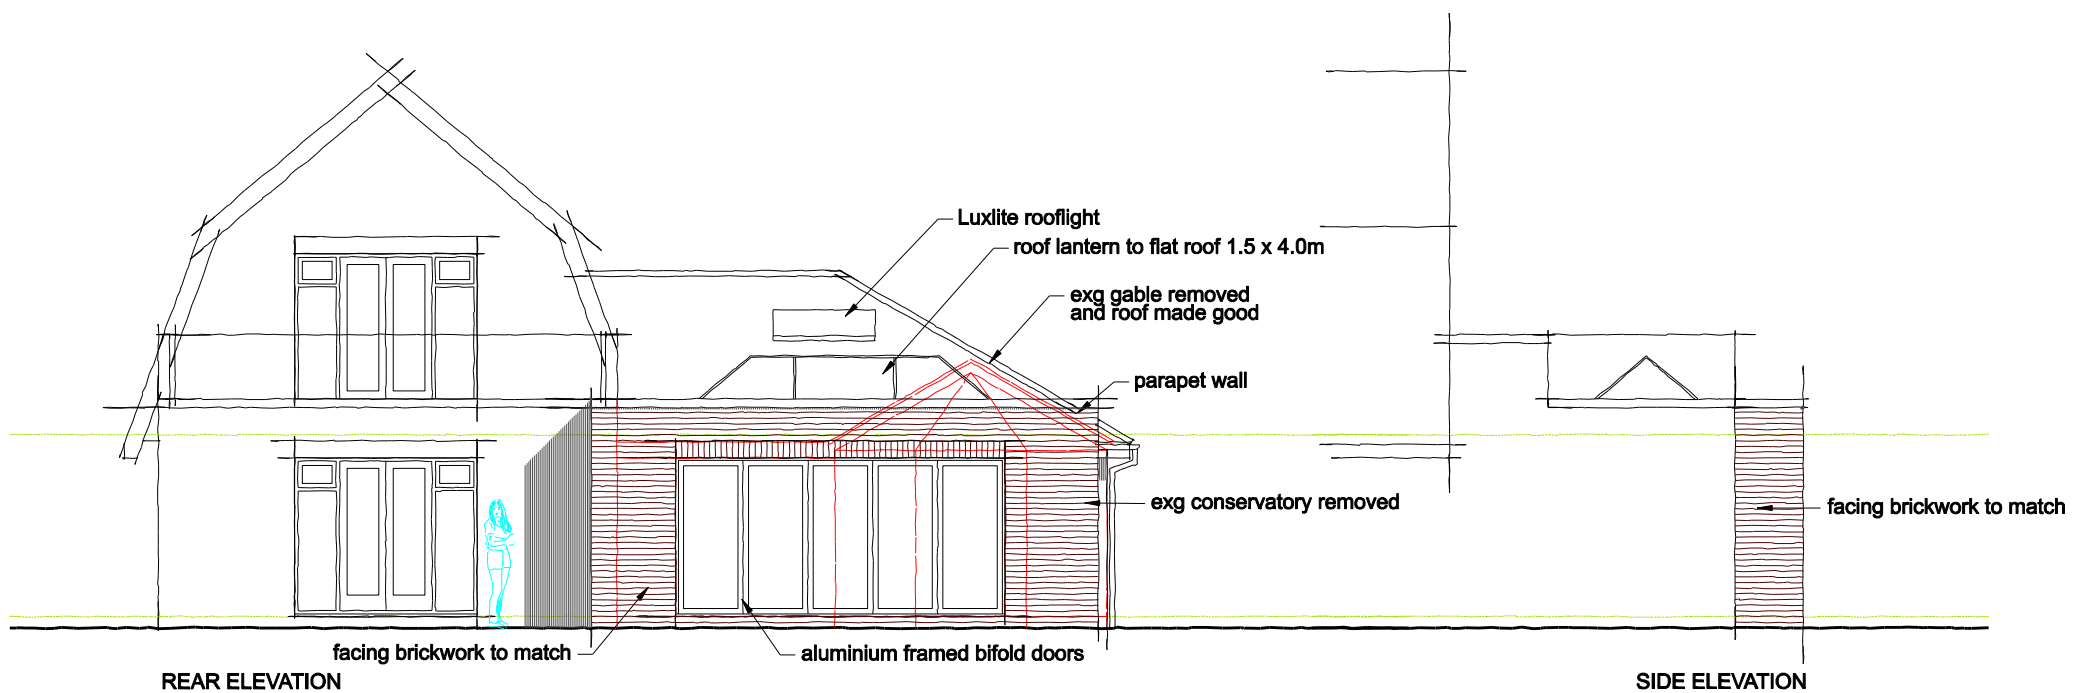 Luxlite rooflight
roof lantern to flat roof 1.5 x 4.0m
exg gable removed
and roof made good
parapet wall
exg conservatory removed
facing brickwork to match
facing brickwork to match
aluminium framed bifold doors
REAR ELEVATION
SIDE ELEVATION